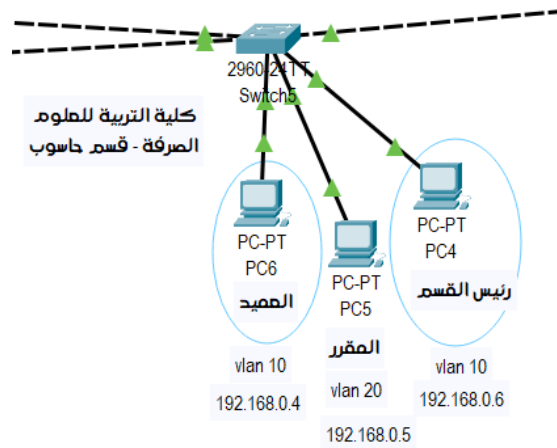 2960-24TT
Switch5
كلية التربية للعلوم
الصرفة - قسم حاسوب
PC-PT
PC6
العميد
vlan 10
192.168.0.4
PC-PT
PC5
المقرر
vlan 20
192.168.0.5
PC-PT
PC4
رئيس القسم
vlan 10
192.168.0.6